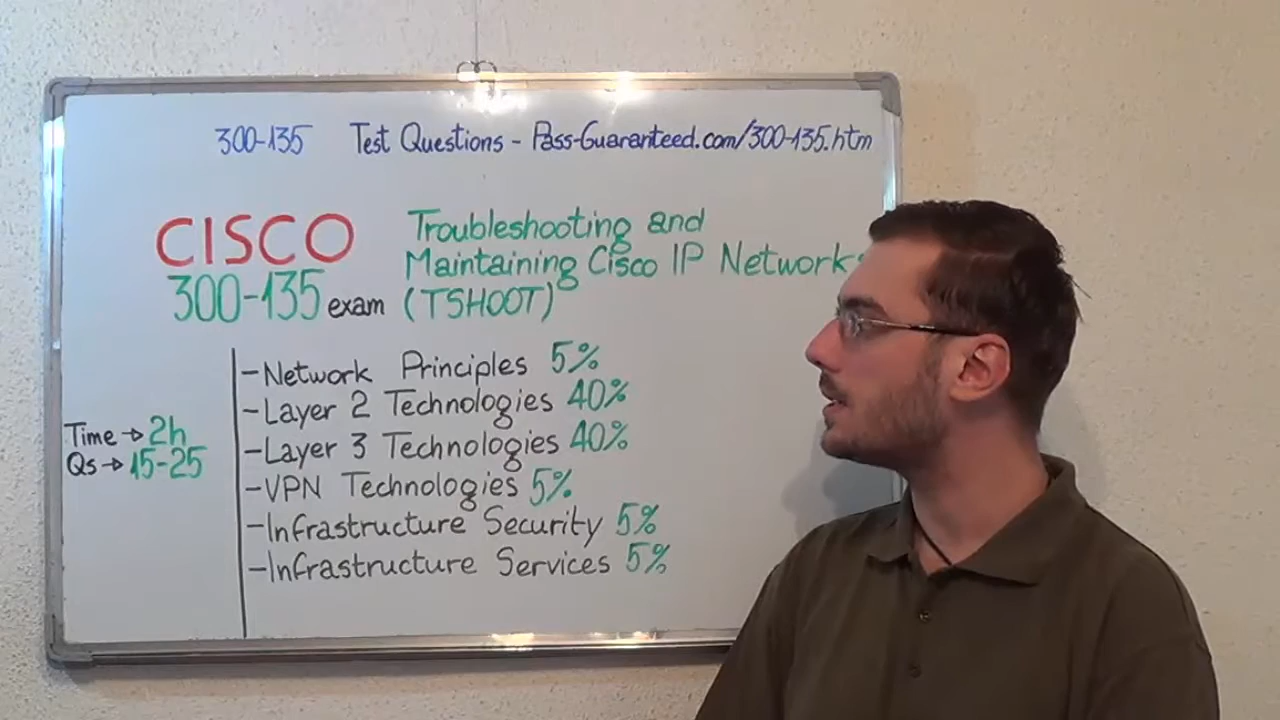 300-135 Test Questions - Pass-Guaranteed.com/300-135.htm
CISCO
300-135 exam
Troubleshooting and
Maintaining Cisco IP Networks
(TSHOOT)
Time → 2h
Qs → 15-25
-Network Principles 5%
-Layer 2 Technologies 40%
-Layer 3 Technologies 40%
-VPN Technologies 5%
-Infrastructure Security 5%
-Infrastructure Services 5%